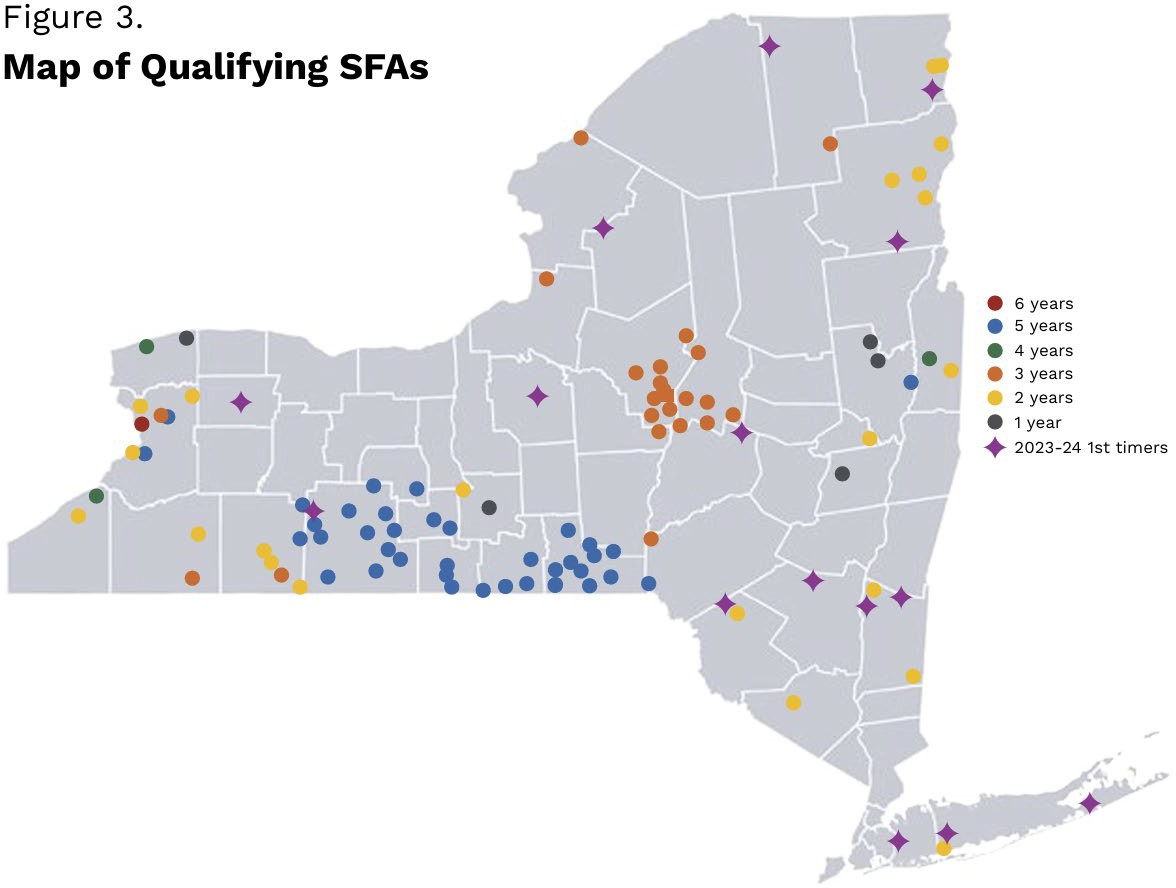 Figure 3.
Map of Qualifying SFAs
6 years
5 years
4 years
3 years
2 years
1 year
2023-24 1st timers